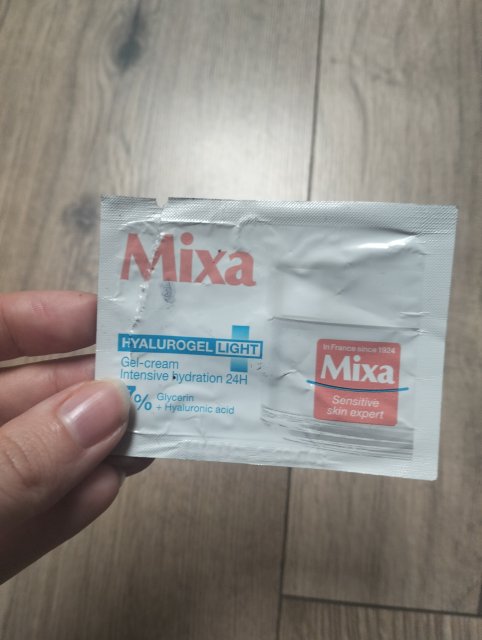 Mixa
HYALUROGEL LIGHT
Gel-cream
Intensive hydration 24H
7% Glycerin
+ Hyaluronic acid
In France since 1924
Mixa
Sensitive
skin expert